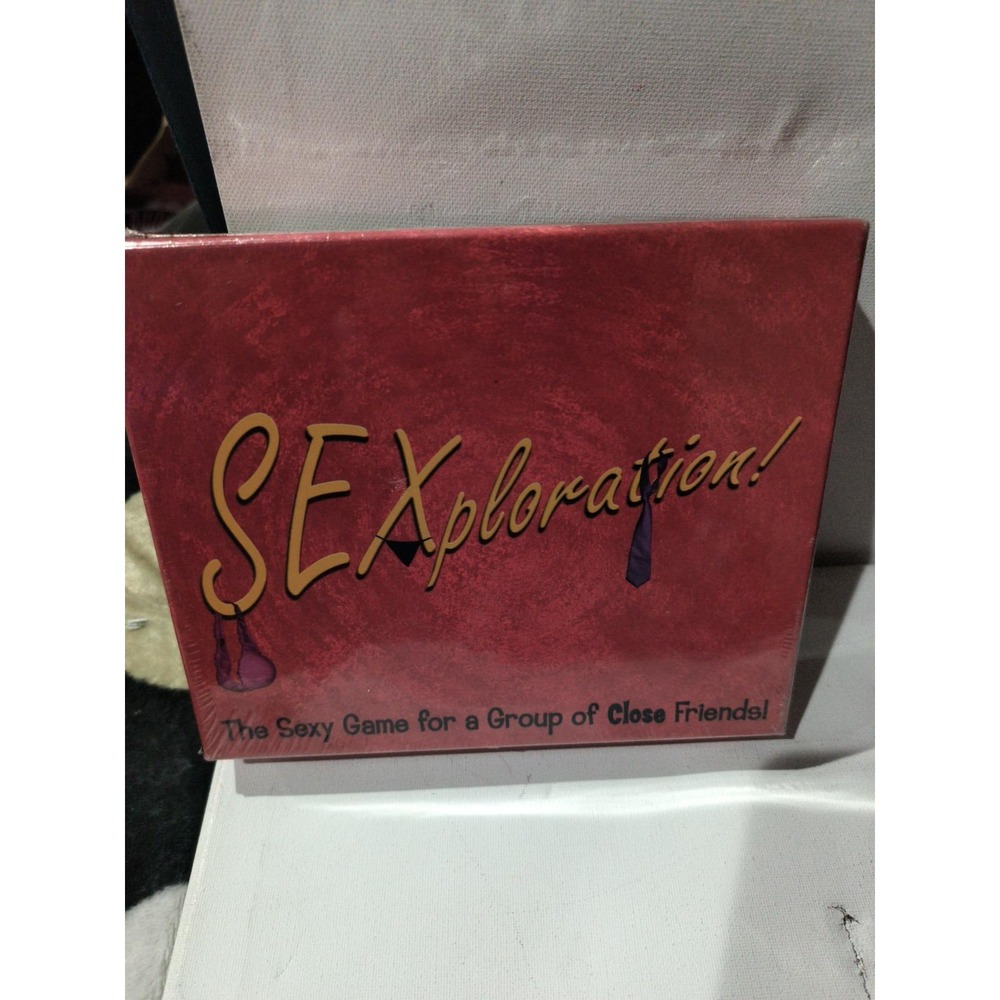 SEXploration!
The Sexy Game for a Group of Close Friends!